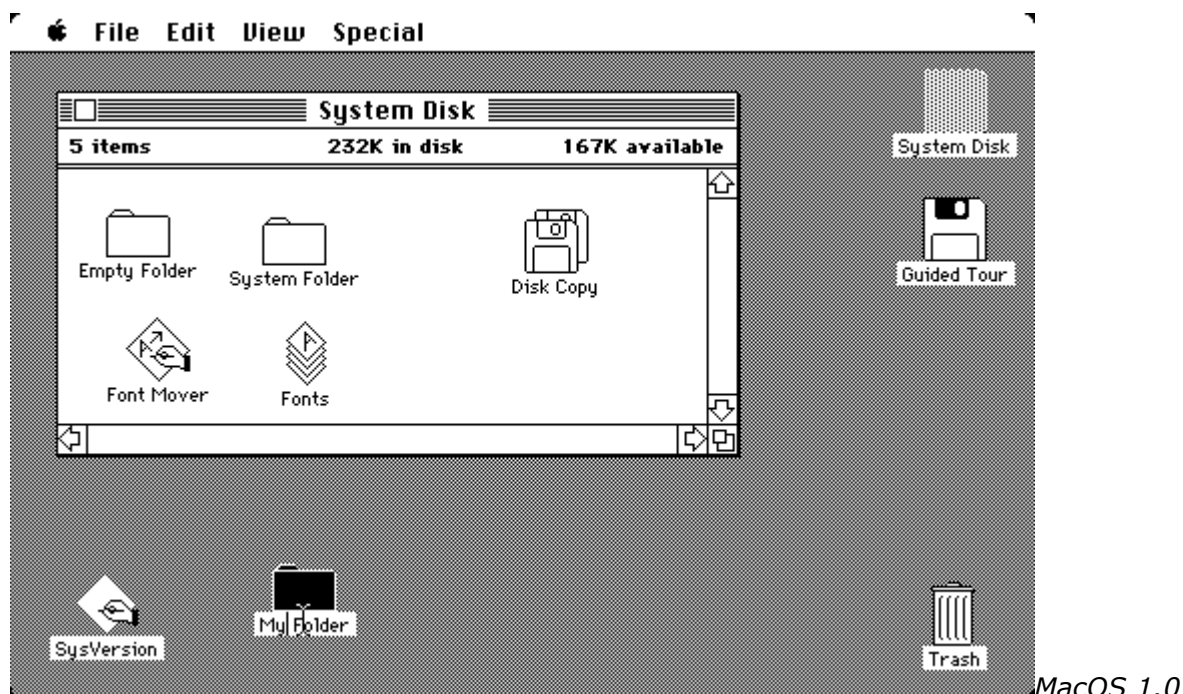 File Edit View Special
System Disk
5 items 232K in disk 167K available
System Disk
Empty Folder System Folder Disk Copy
Guided Tour
Font Mover Fonts
My Folder
SysVersion
Trash
MacOS 1.0